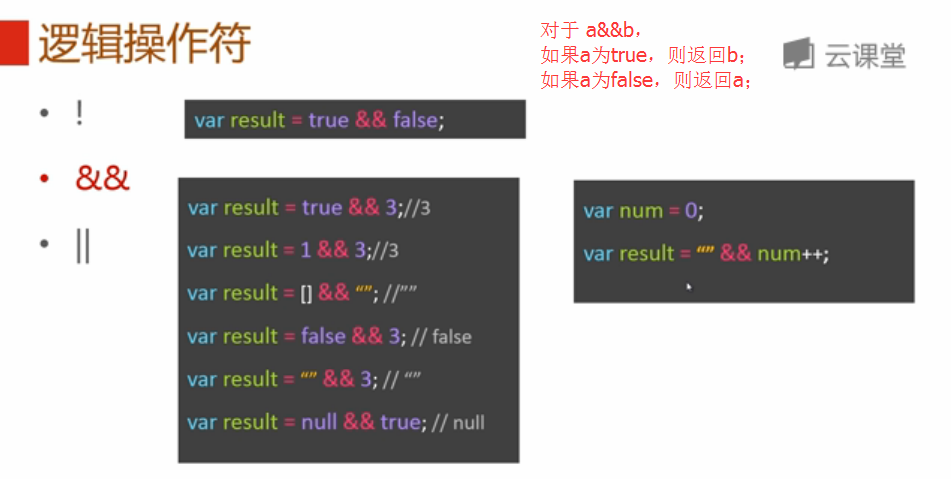 逻辑操作符
对于 a&&b，
如果a为true，则返回b；
如果a为false，则返回a；
云课堂
• !
• &&
• ||
var result = true && false;
var result = true && 3;//3
var result = 1 && 3;//3
var result = [] && “”; //””
var result = false && 3; // false
var result = “” && 3; // “”
var result = null && true; // null
var num = 0;
var result = “” && num++;